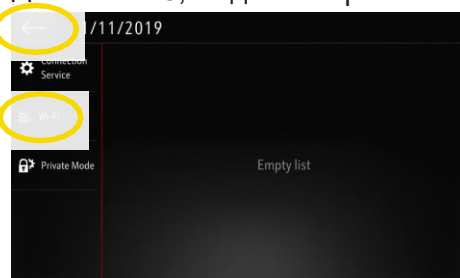 /11/2019
Connection
Service
Wi-Fi
Private Mode
Empty list